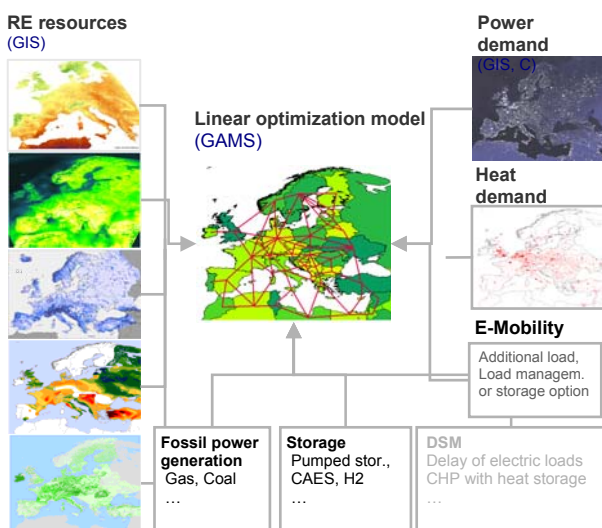 RE resources
(GIS)
Power
demand
(GIS, C)
Linear optimization model
(GAMS)
Heat
demand
E-Mobility
Additional load,
Load managem.
or storage option
Fossil power
generation
Gas, Coal
…
Storage
Pumped stor.,
CAES, H2
…
DSM
Delay of electric loads
CHP with heat storage
…